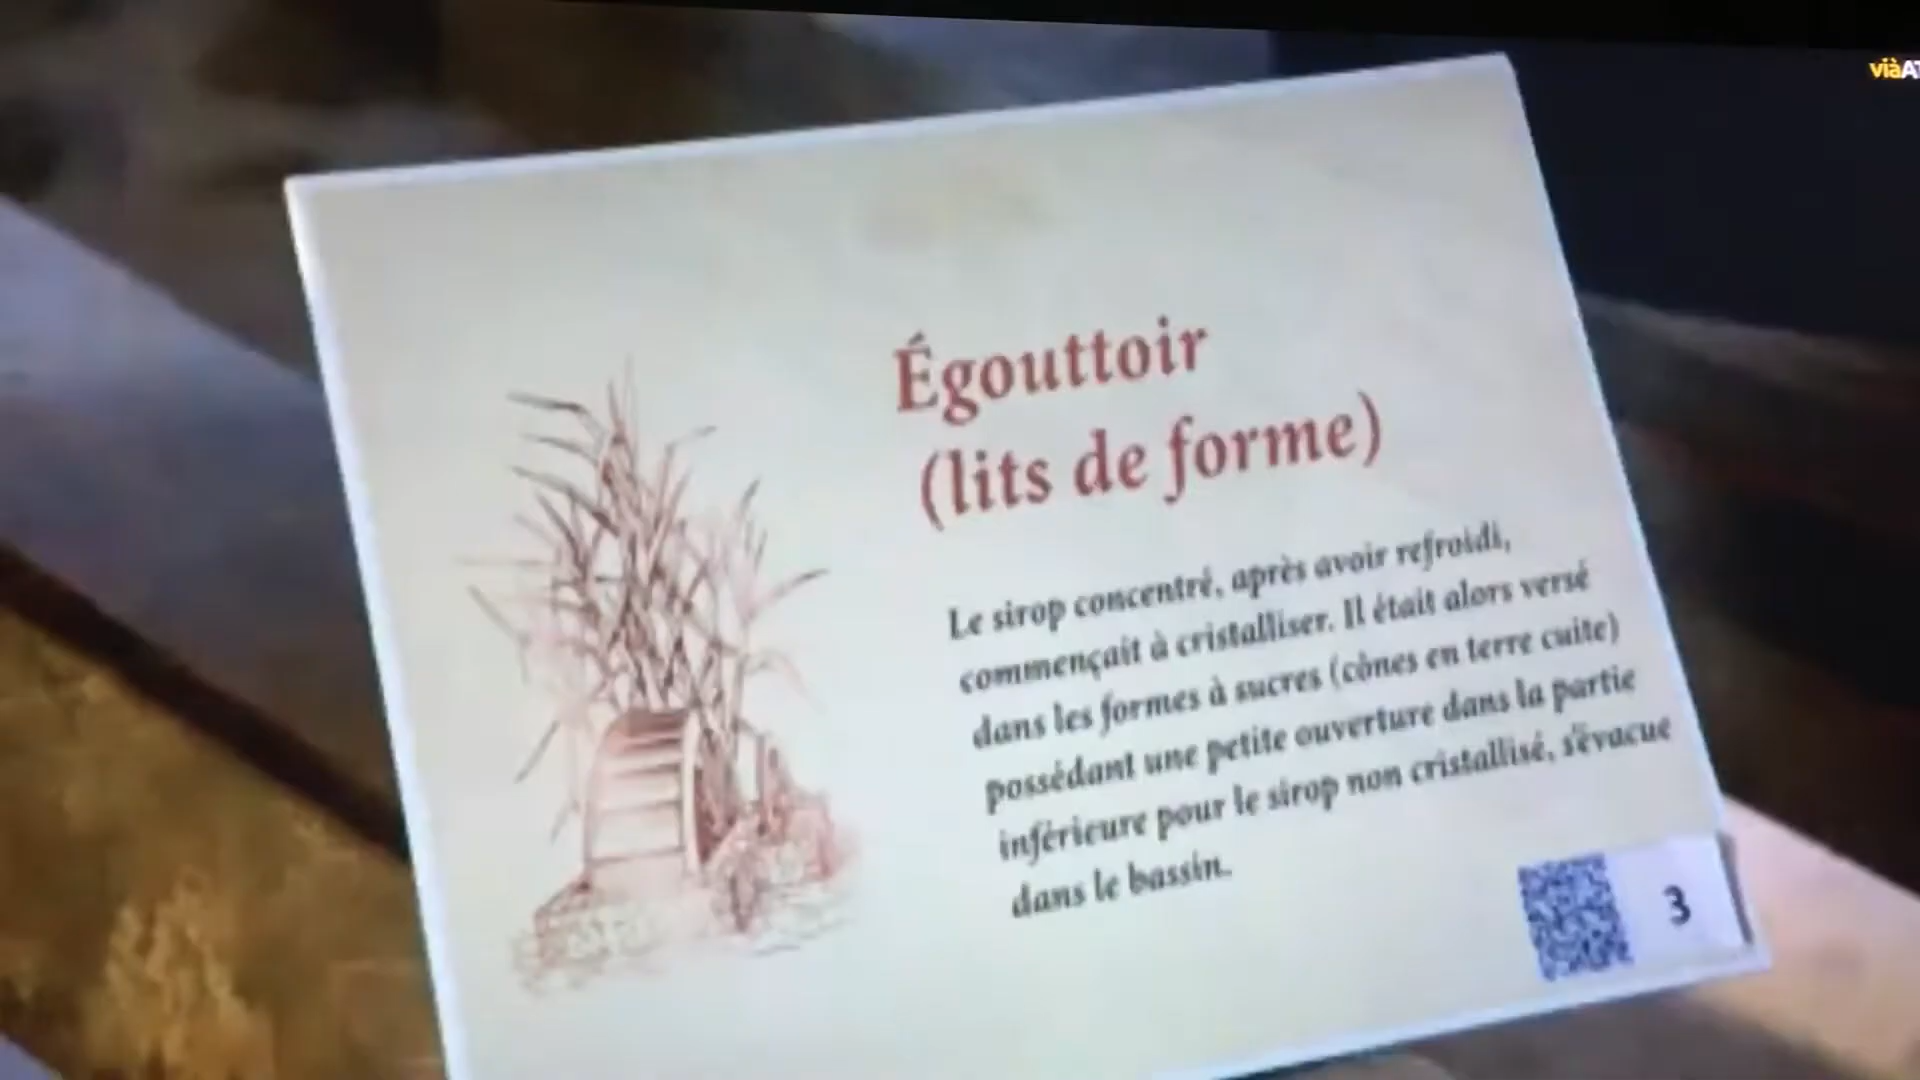 viàAT
Égouttoir
(lits de forme)
Le sirop concentré, après avoir refroidi,
commençait à cristalliser. Il était alors versé
dans les formes à sucres (cônes en terre cuite)
possédant une petite ouverture dans la partie
inférieure pour le sirop non cristallisé, s'évacue
dans le bassin.
3